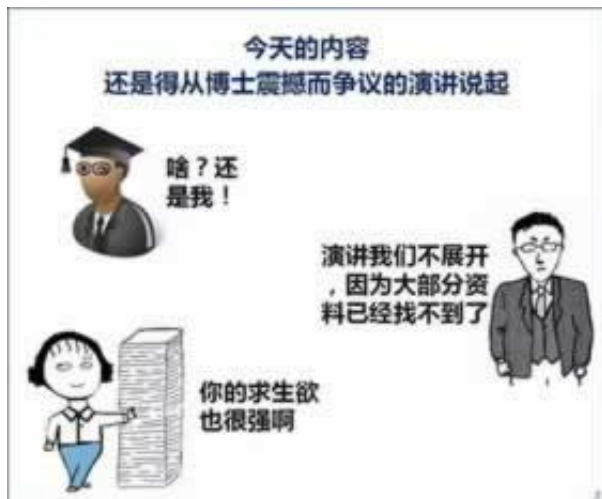 今天的内容
还是得从博士震撼而争议的演讲说起
啥？还
是我！
演讲我们不展开
，因为大部分资
料已经找不到了
你的求生欲
也很强啊